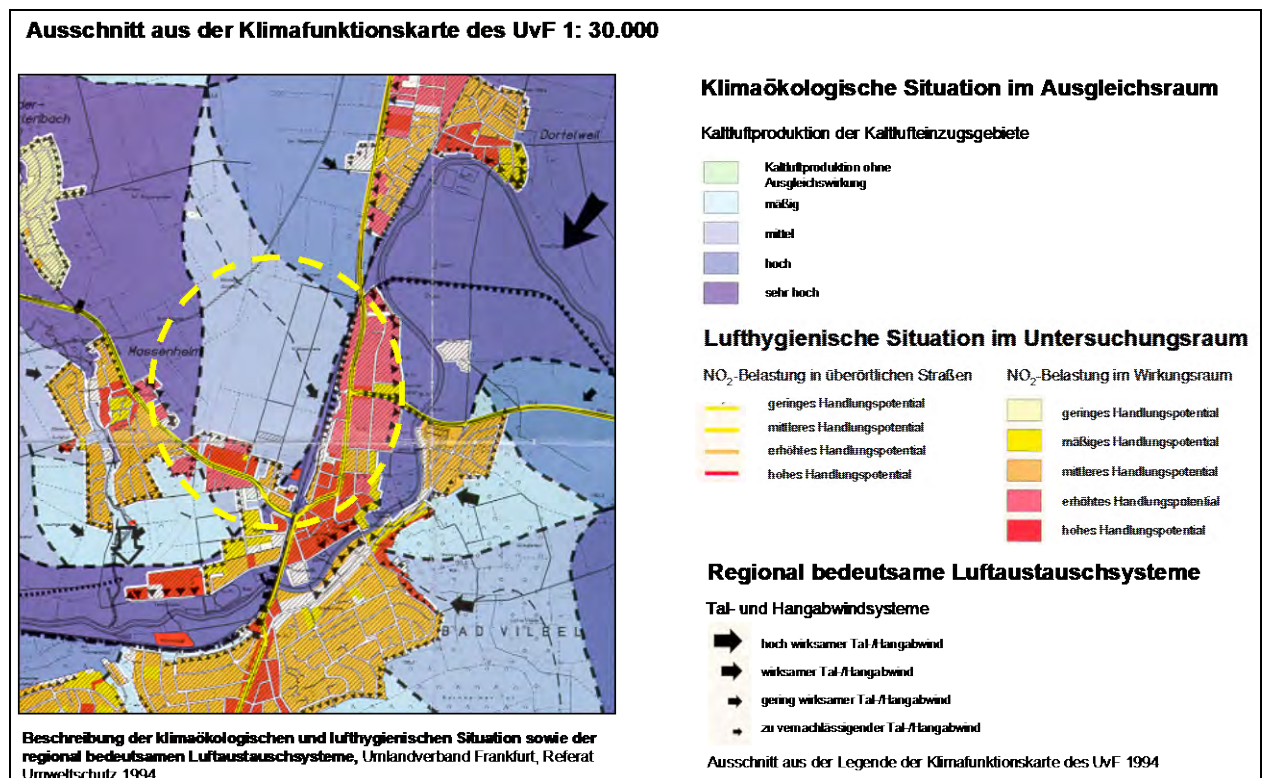 Ausschnitt aus der Klimafunktionskarte des UvF 1: 30.000
Dortelweil
Massenheim
BAD VILBEL
Beschreibung der klimaökologischen und lufthygienischen Situation sowie der
regional bedeutsamen Luftaustauschsysteme, Umlandverband Frankfurt, Referat
Umweltschutz 1994
Klimaökologische Situation im Ausgleichsraum
Kaltluftproduktion der Kaltlufteinzugsgebiete
Kaltluftproduktion ohne
Ausgleichswirkung
mäßig
mittel
hoch
sehr hoch
Lufthygienische Situation im Untersuchungsraum
NO₂-Belastung in überörtlichen Straßen
geringes Handlungspotential
mittleres Handlungspotential
erhöhtes Handlungspotential
hohes Handlungspotential
NO₂-Belastung im Wirkungsraum
geringes Handlungspotential
mäßiges Handlungspotential
mittleres Handlungspotential
erhöhtes Handlungspotential
hohes Handlungspotential
Regional bedeutsame Luftaustauschsysteme
Tal- und Hangabwindsysteme
hoch wirksamer Tal-/Hangabwind
wirksamer Tal-/Hangabwind
gering wirksamer Tal-/Hangabwind
zu vernachlässigender Tal-/Hangabwind
Ausschnitt aus der Legende der Klimafunktionskarte des UvF 1994